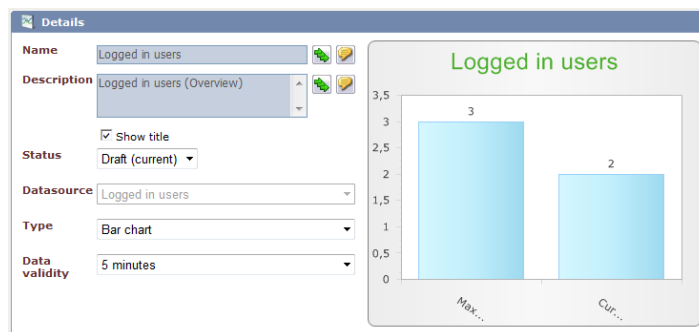 Details
Name
Logged in users
Description
Logged in users (Overview)
Show title
Status
Draft (current)
Datasource
Logged in users
Type
Bar chart
Data
validity
5 minutes
Logged in users
3,5
3
2,5
2
1,5
1
0,5
0
3
2
Max...
Cur...